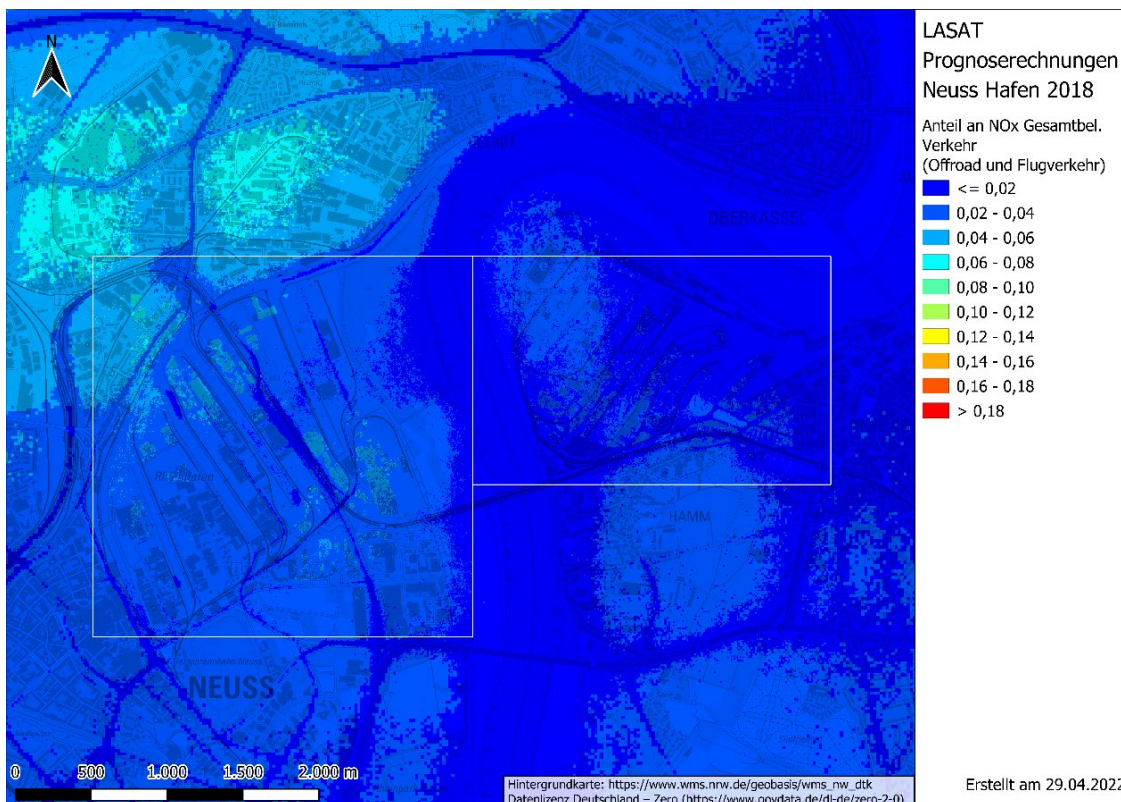 LASAT
Prognoserechnungen
Neuss Hafen 2018
Anteil an NOx Gesamtbel.
Verkehr
(Offroad und Flugverkehr)
<= 0,02
0,02 - 0,04
0,04 - 0,06
0,06 - 0,08
0,08 - 0,10
0,10 - 0,12
0,12 - 0,14
0,14 - 0,16
0,16 - 0,18
> 0,18
N
OBERKASSEL
HAMM
NEUSS
0 500 1.000 1.500 2.000 m
Hintergrundkarte: https://www.wms.nrw.de/geobasis/wms_nw_dtk
Datenlizenz Deutschland – Zero (https://www.govdata.de/dl-de/zero-2-0)
Erstellt am 29.04.2022